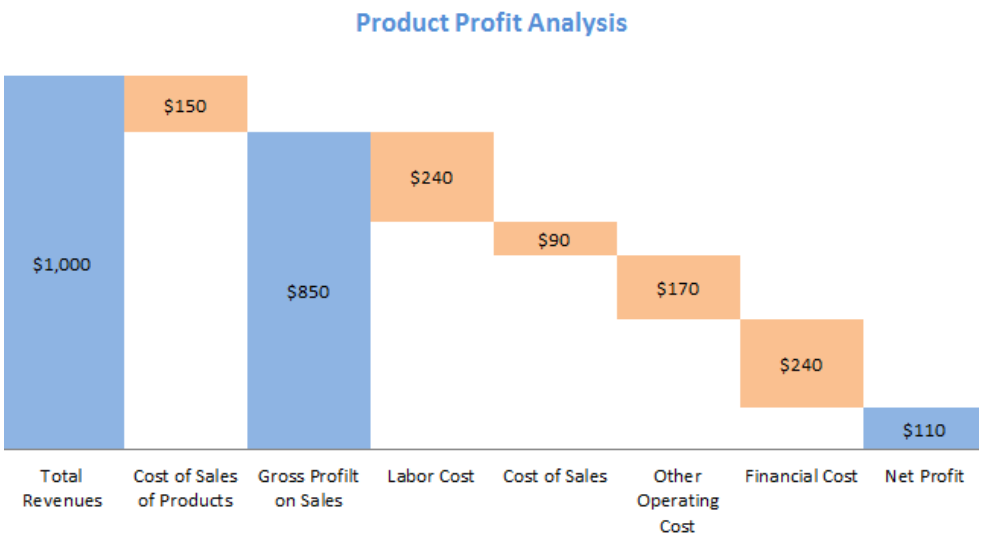 Product Profit Analysis
$150
$240
$90
$1,000
$850
$170
$240
$110
Total
Revenues
Cost of Sales
of Products
Gross Profilt
on Sales
Labor Cost
Cost of Sales
Other
Operating
Cost
Financial Cost
Net Profit